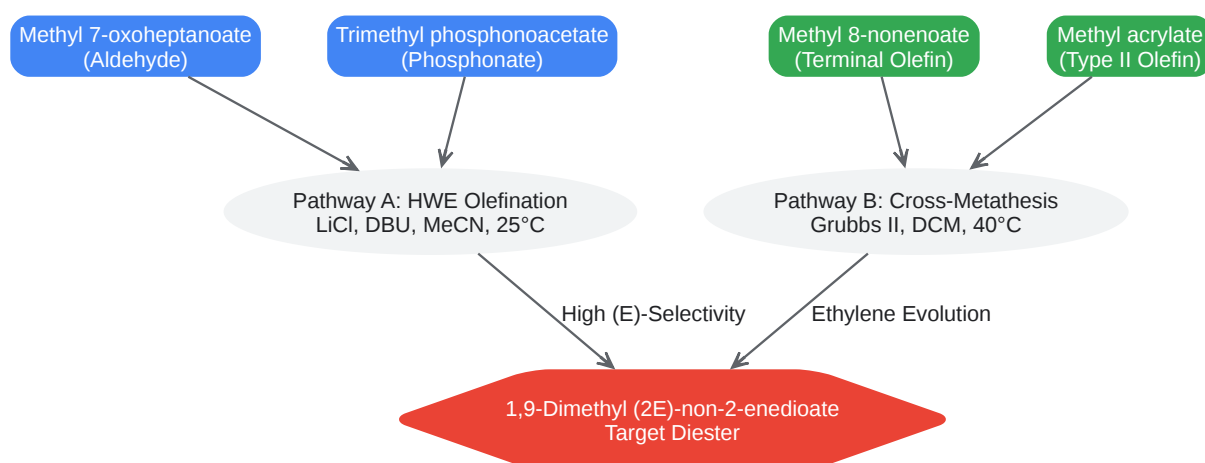 Methyl 7-oxoheptanoate
(Aldehyde)
Trimethyl phosphonoacetate
(Phosphonate)
Methyl 8-nonenoate
(Terminal Olefin)
Methyl acrylate
(Type II Olefin)
Pathway A: HWE Olefination
LiCl, DBU, MeCN, 25°C
Pathway B: Cross-Metathesis
Grubbs II, DCM, 40°C
High (E)-Selectivity
Ethylene Evolution
1,9-Dimethyl (2E)-non-2-enedioate
Target Diester